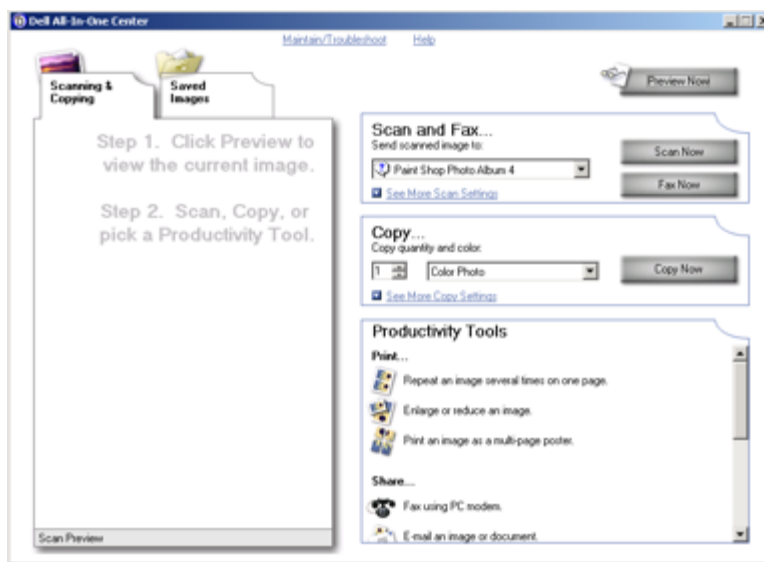 Dell All-In-One Center
Maintain/Troubleshoot Help
Scanning &
Copying
Saved
Images
Preview Now!
Step 1. Click Preview to
view the current image.
Step 2. Scan, Copy, or
pick a Productivity Tool.
Scan Preview
Scan and Fax...
Send scanned image to:
Paint Shop Photo Album 4
See More Scan Settings
Scan Now
Fax Now
Copy...
Copy quantity and color.
1 Color Photo
See More Copy Settings
Copy Now
Productivity Tools
Print...
Repeat an image several times on one page.
Enlarge or reduce an image.
Print an image as a multi-page poster.
Share...
Fax using PC modem.
E-mail an image or document.